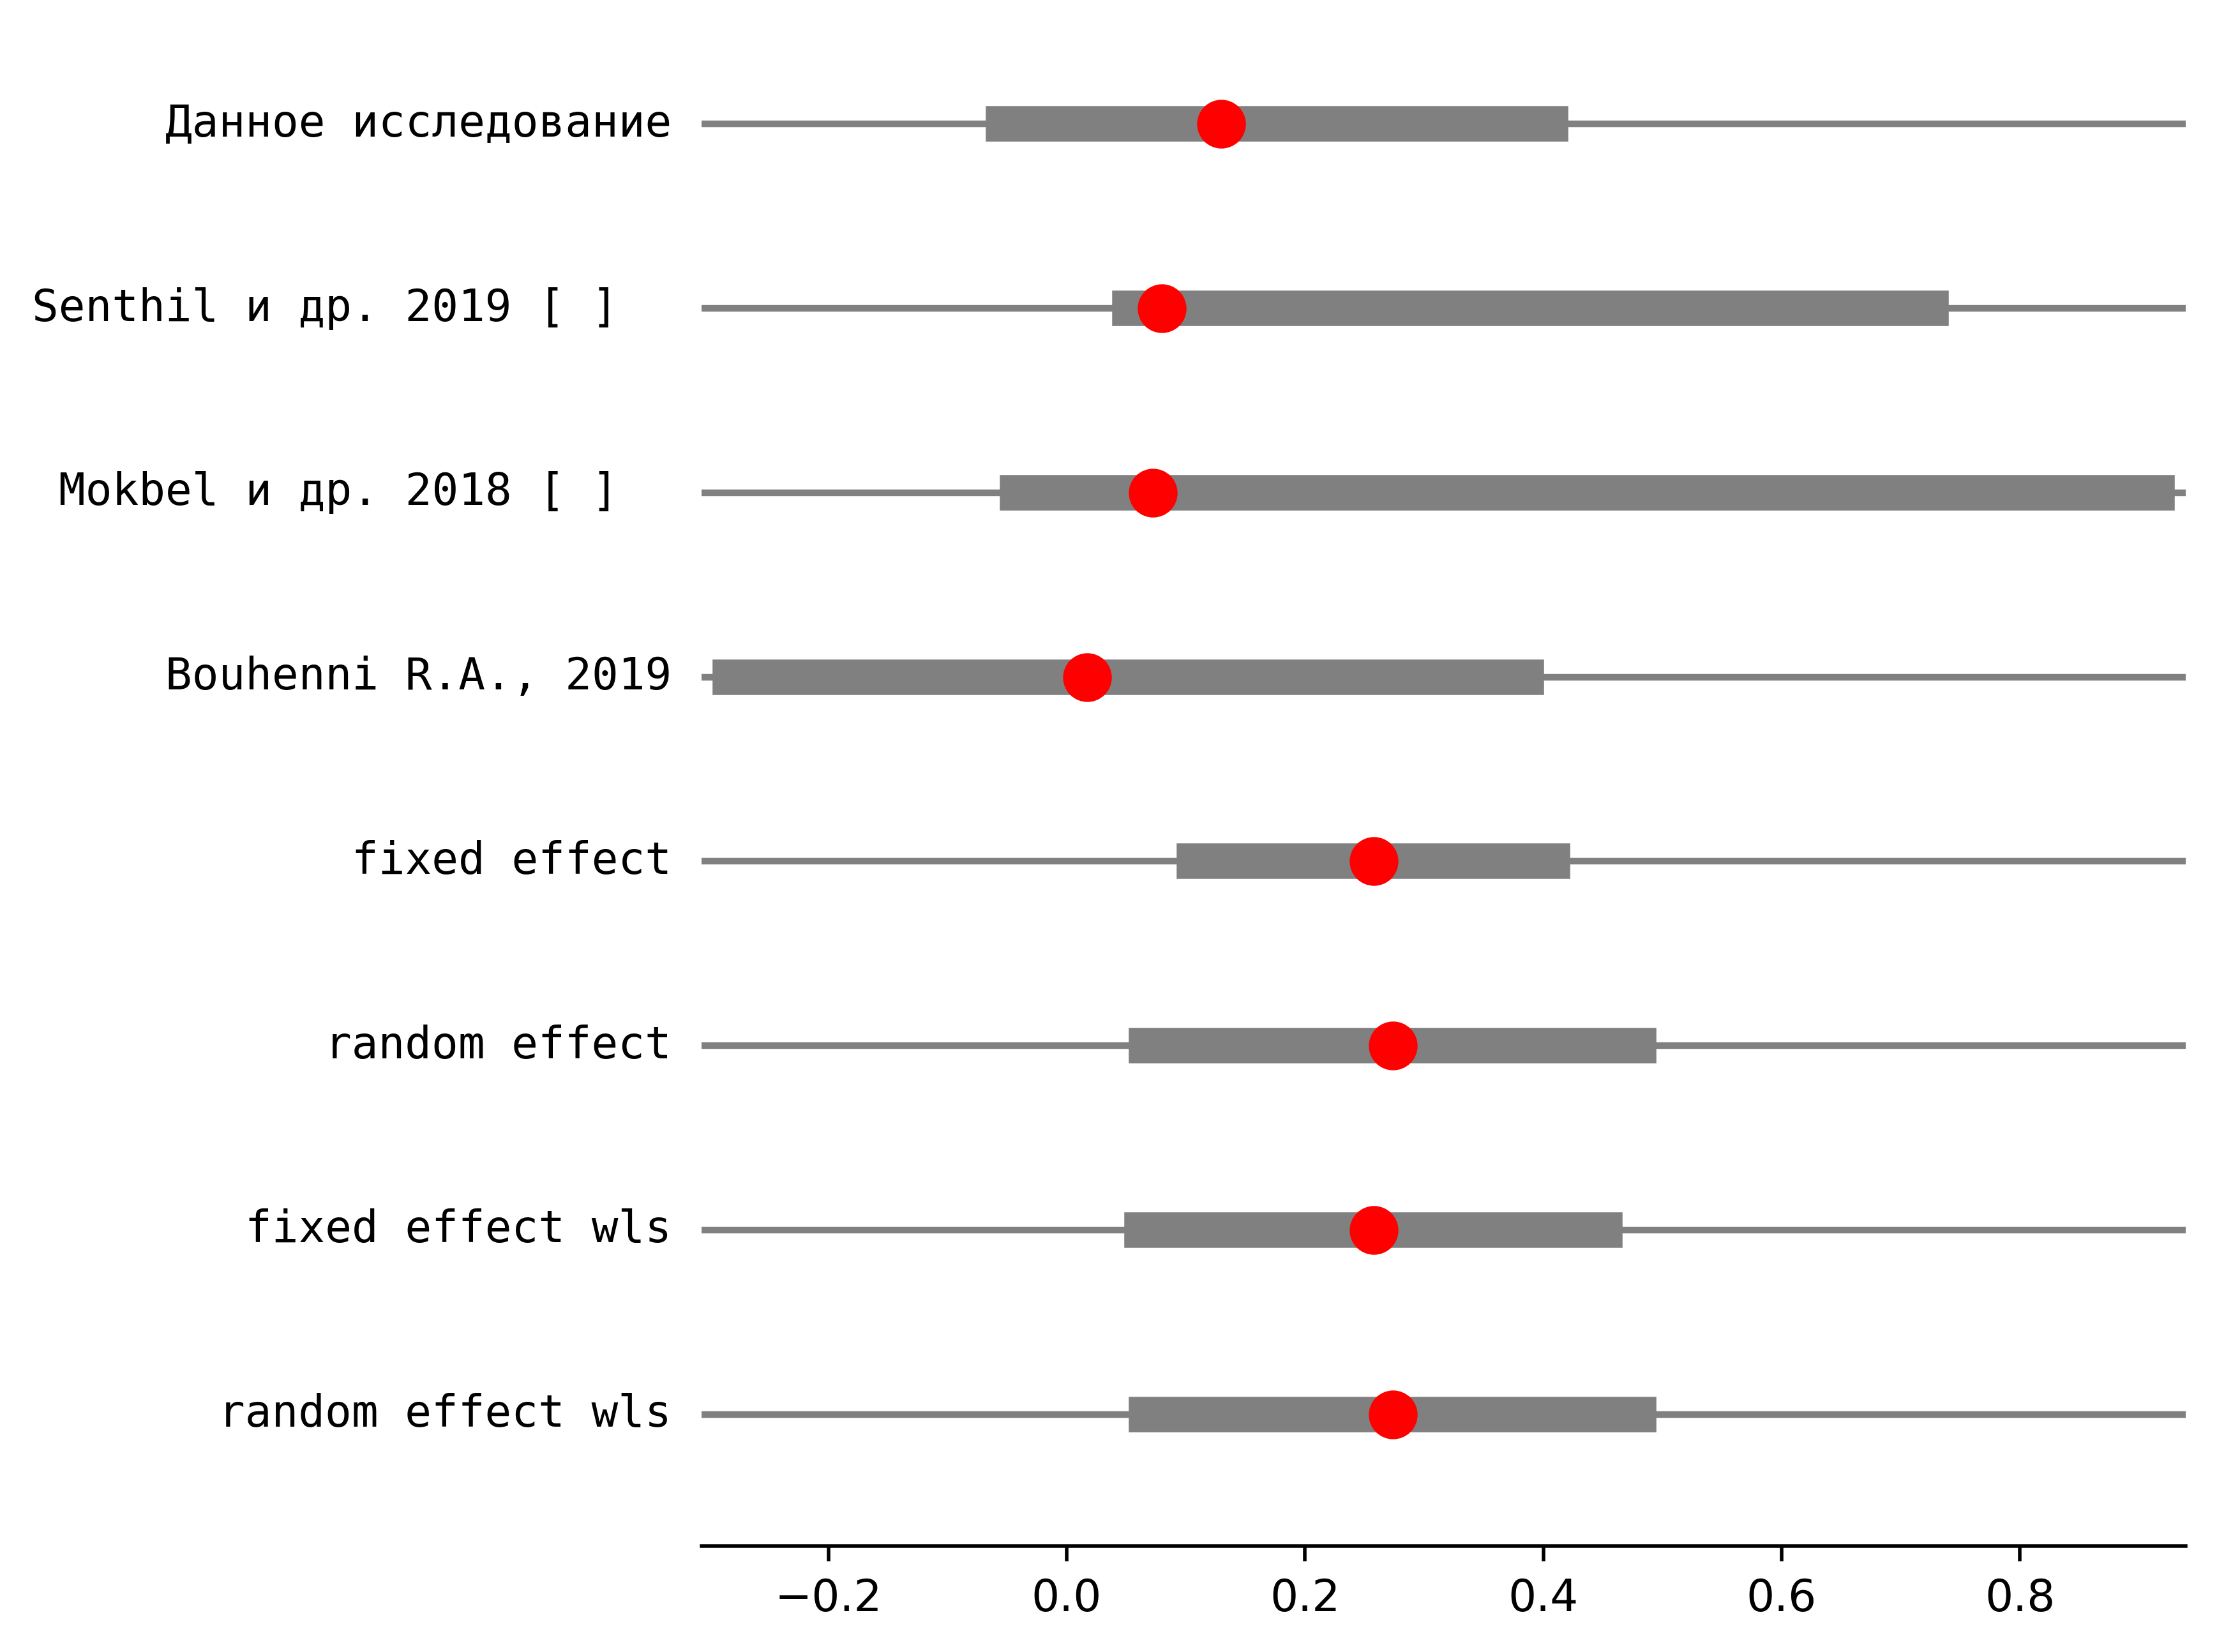 Данное исследование
Senthil и др. 2019 [ ]
Mokbel и др. 2018 [ ]
Bouhenni R.A., 2019
fixed effect
random effect
fixed effect wls
random effect wls
−0.2 0.0 0.2 0.4 0.6 0.8